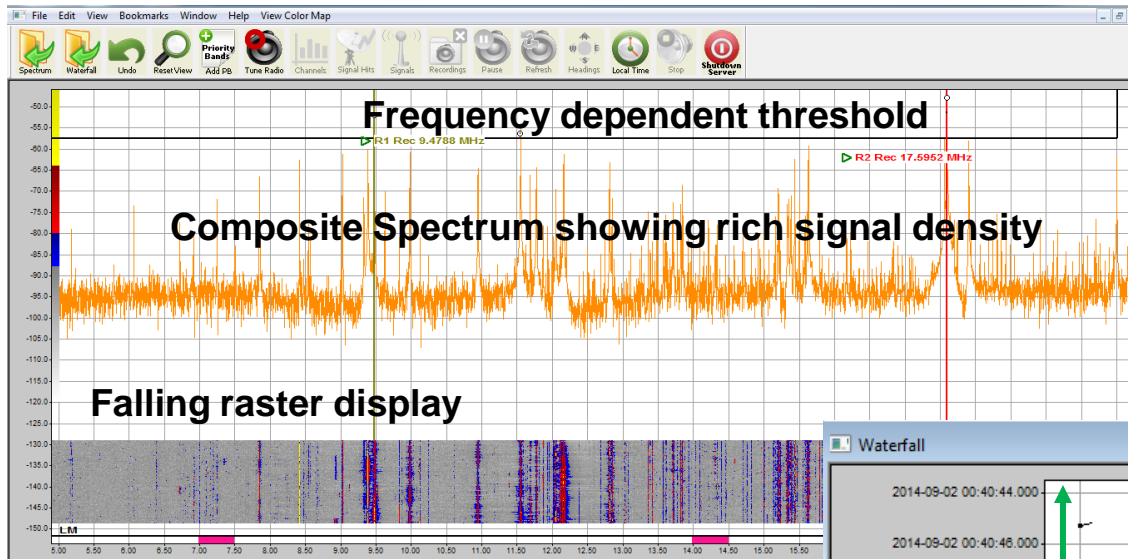 File Edit View Bookmarks Window Help View Color Map
Spectrum Waterfall Undo ResetView Priority Bands Add PB Tune Radio Channels Signal Hits Signals Recordings Pause Refresh W E Headings Local Time Stop Shutdown Server
-50.0
Frequency dependent threshold
-55.0
R1 Rec 9.4788 MHz
-60.0
R2 Rec 17.5952 MHz
-65.0
-70.0
-75.0
Composite Spectrum showing rich signal density
-80.0
-85.0
-90.0
-95.0
-100.0
-105.0
-110.0
-115.0
-120.0
Falling raster display
-125.0
-130.0
-135.0
-140.0
-145.0
-150.0
LM
5.00 5.50 6.00 6.50 7.00 7.50 8.00 8.50 9.00 9.50 10.00 10.50 11.00 11.50 12.00 12.50 13.00 13.50 14.00 14.50 15.00 15.50
Waterfall
2014-09-02 00:40:44.000
2014-09-02 00:40:46.000